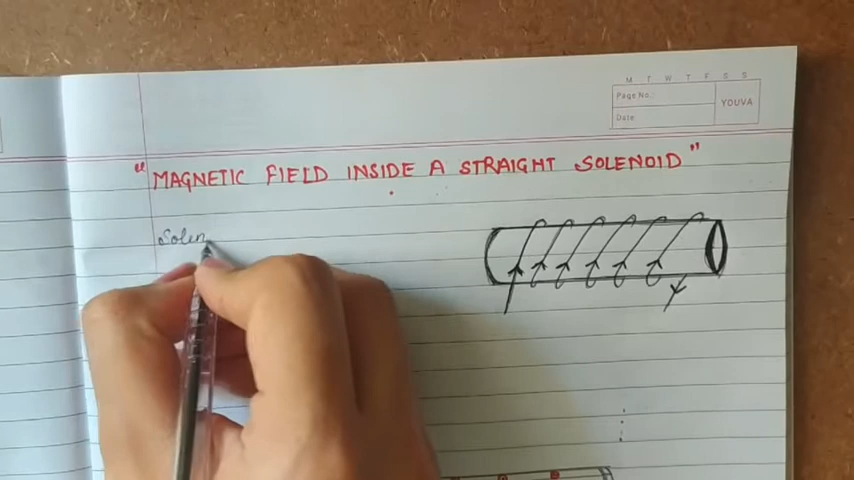 M T W T F S S
Page No.:
YOUVA
Date
" MAGNETIC FIELD INSIDE A STRAIGHT SOLENOID "
Solen